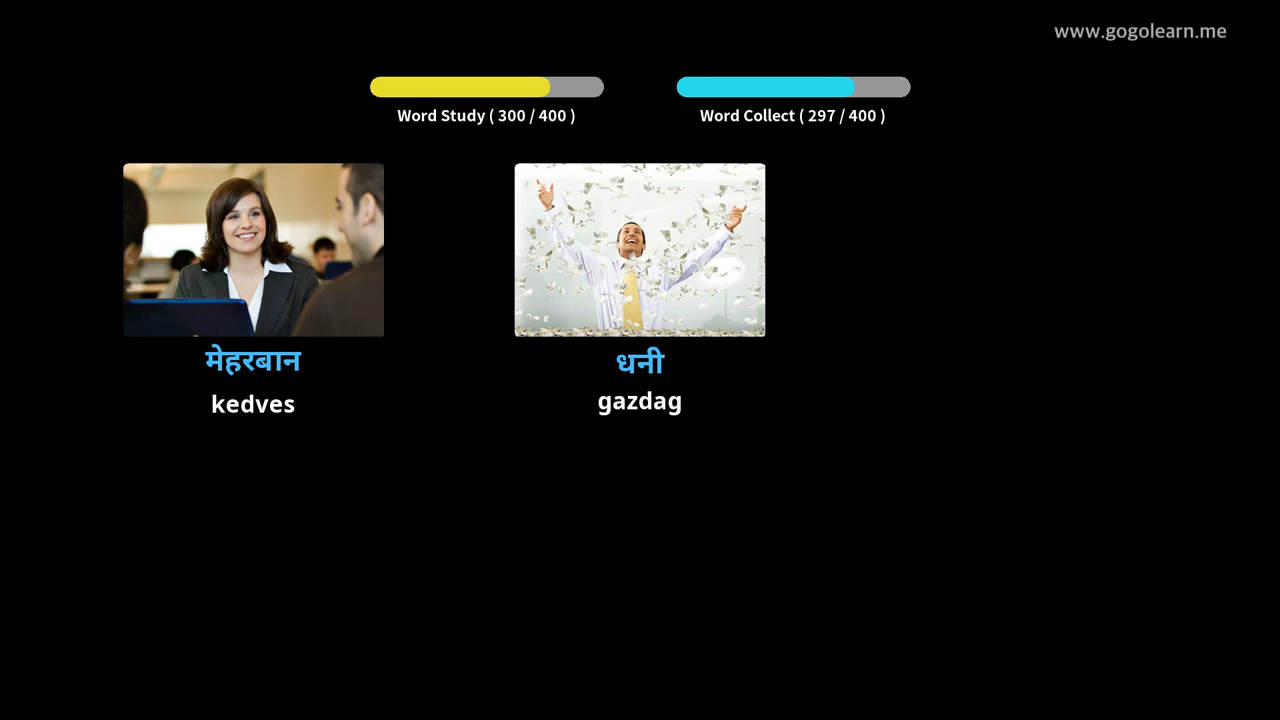 www.gogolearn.me
Word Study ( 300 / 400 )
Word Collect ( 297 / 400 )
मेहरबान
kedves
धनी
gazdag